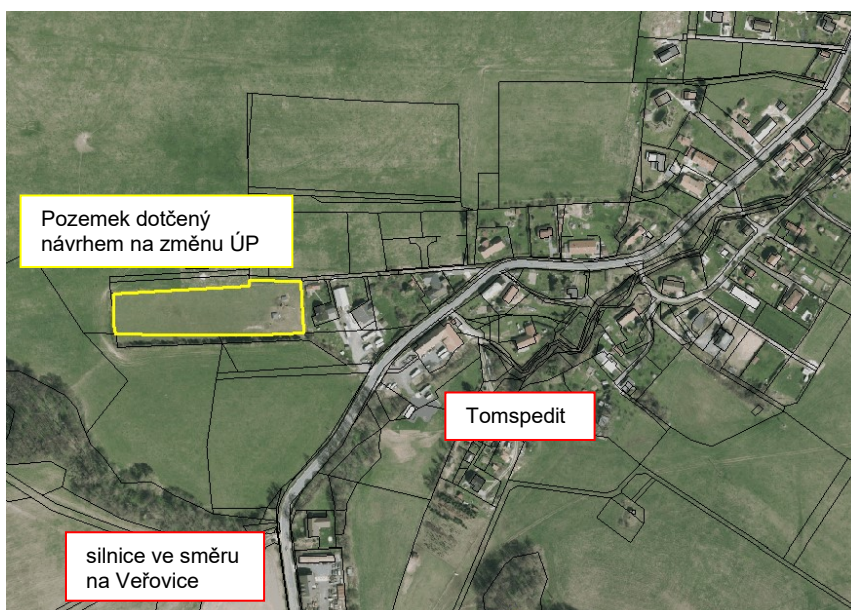 Pozemek dotčený
návrhem na změnu ÚP
Tomspedit
silnice ve směru
na Veřovice